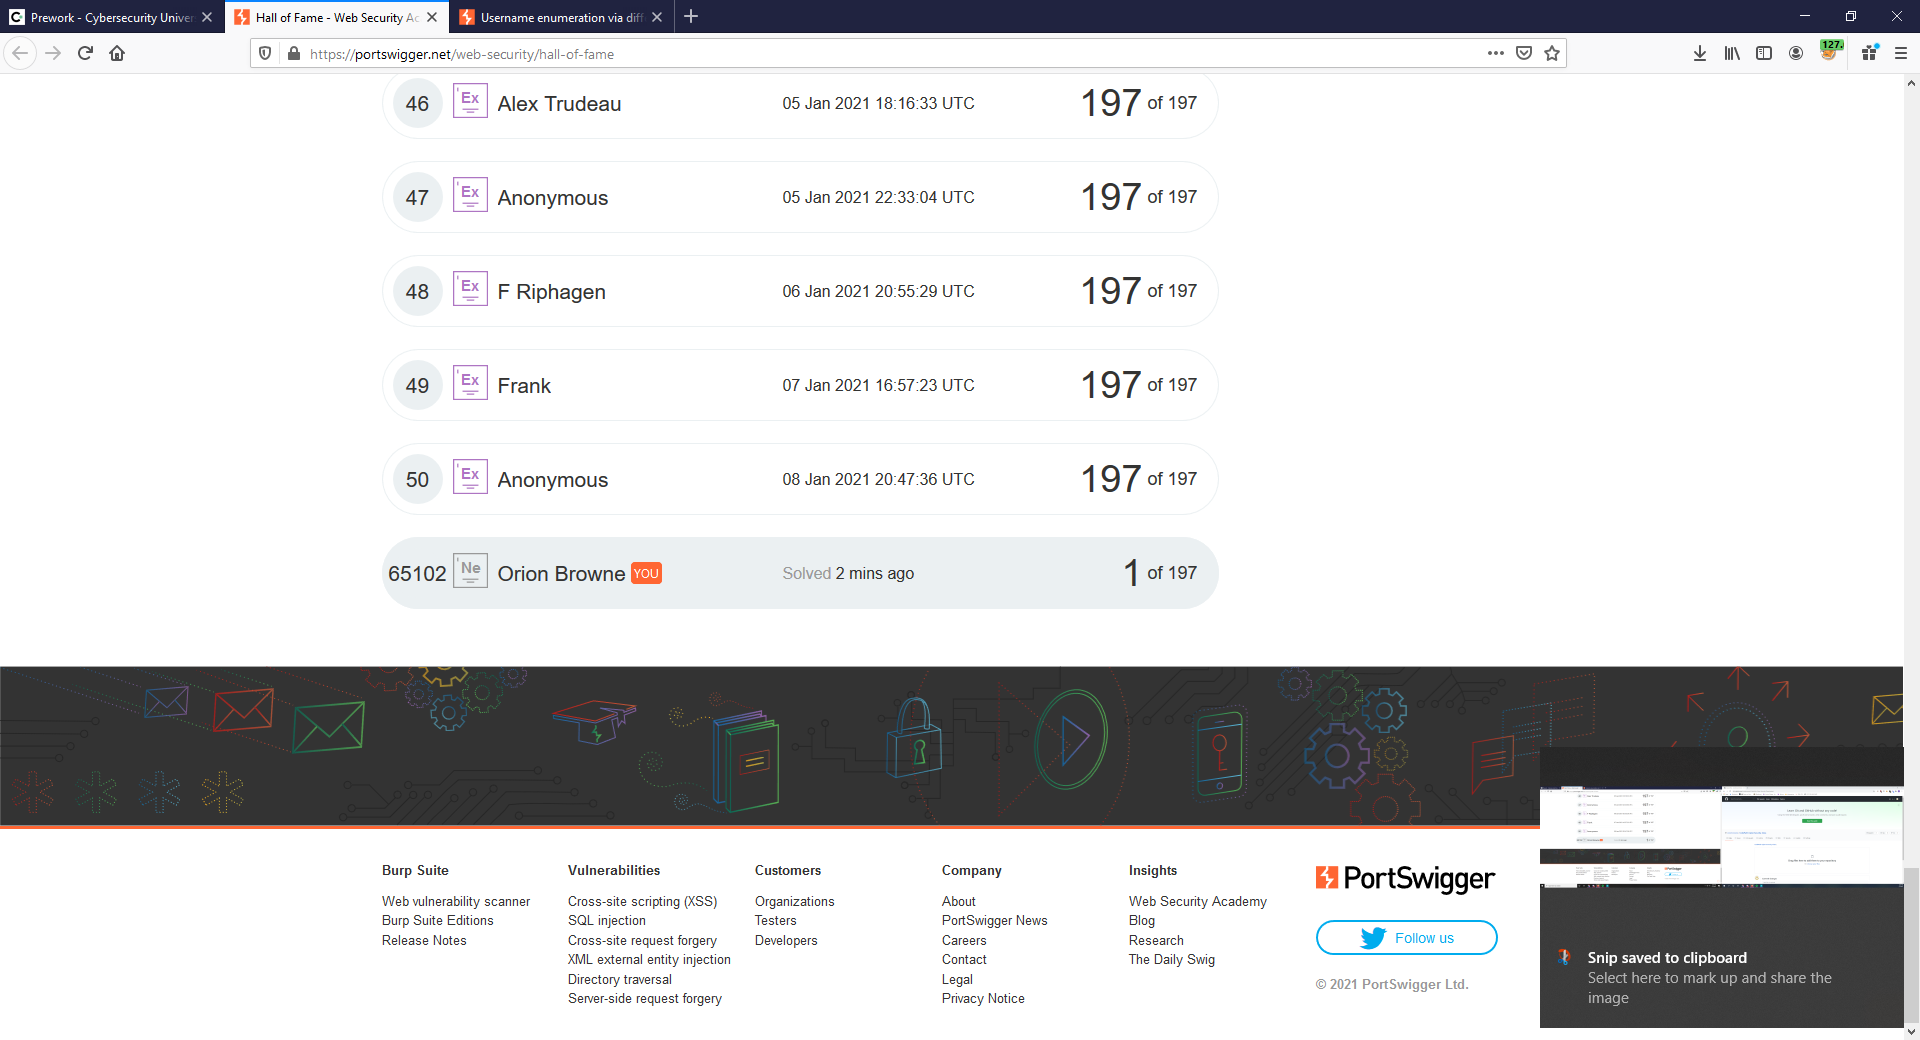 Prework - Cybersecurity Univer
Hall of Fame - Web Security Ac
Username enumeration via diff
https://portswigger.net/web-security/hall-of-fame
127.
46 Ex Alex Trudeau 05 Jan 2021 18:16:33 UTC 197 of 197
47 Ex Anonymous 05 Jan 2021 22:33:04 UTC 197 of 197
48 Ex F Riphagen 06 Jan 2021 20:55:29 UTC 197 of 197
49 Ex Frank 07 Jan 2021 16:57:23 UTC 197 of 197
50 Ex Anonymous 08 Jan 2021 20:47:36 UTC 197 of 197
65102 Ne Orion Browne YOU Solved 2 mins ago 1 of 197
Burp Suite
Web vulnerability scanner
Burp Suite Editions
Release Notes
Vulnerabilities
Cross-site scripting (XSS)
SQL injection
Cross-site request forgery
XML external entity injection
Directory traversal
Server-side request forgery
Customers
Organizations
Testers
Developers
Company
About
PortSwigger News
Careers
Contact
Legal
Privacy Notice
Insights
Web Security Academy
Blog
Research
The Daily Swig
PortSwigger
Follow us
© 2021 PortSwigger Ltd.
Snip saved to clipboard
Select here to mark up and share the
image